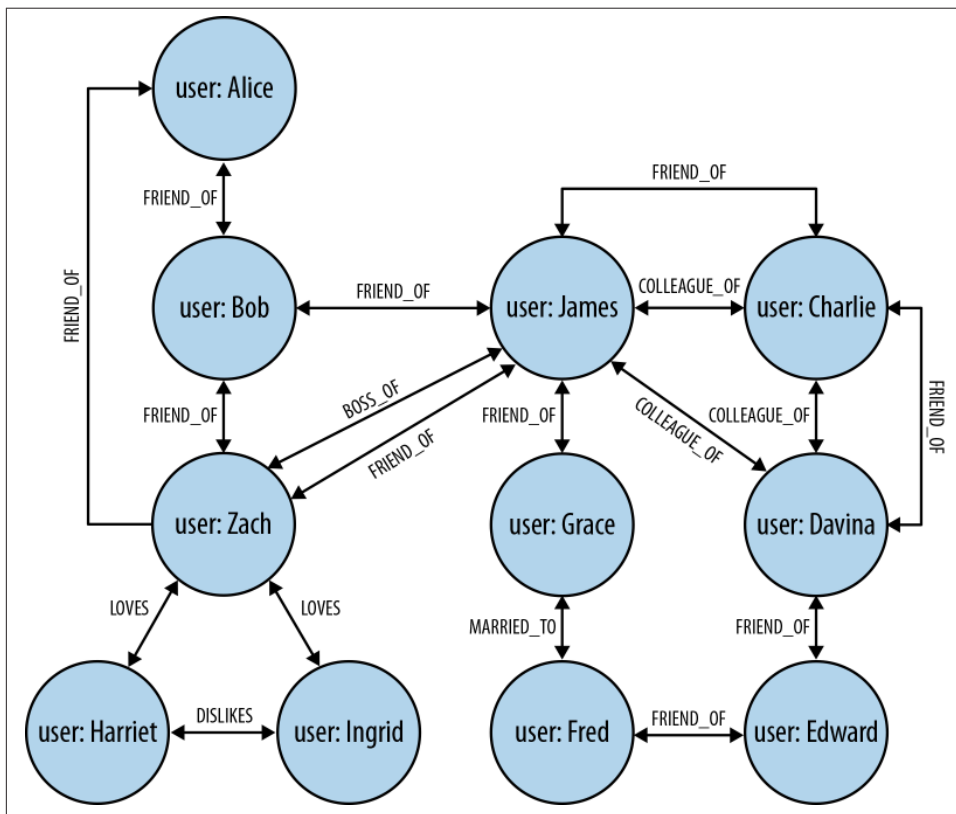 user: Alice
FRIEND_OF
FRIEND_OF
FRIEND_OF
user: Bob
FRIEND_OF
user: James
COLLEAGUE_OF
user: Charlie
FRIEND_OF
BOSS_OF
FRIEND_OF
FRIEND_OF
COLLEAGUE_OF
COLLEAGUE_OF
FRIEND_OF
user: Zach
user: Grace
user: Davina
LOVES
LOVES
MARRIED_TO
FRIEND_OF
user: Harriet
DISLIKES
user: Ingrid
user: Fred
FRIEND_OF
user: Edward